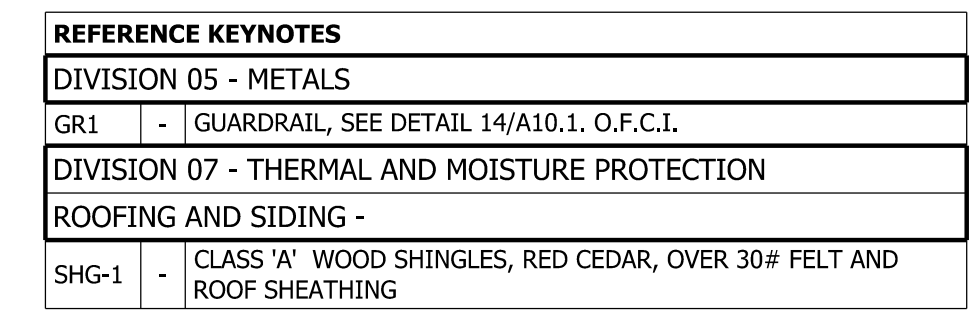 REFERENCE KEYNOTES
DIVISION 05 - METALS
GR1 - GUARDRAIL, SEE DETAIL 14/A10.1. O.F.C.I.
DIVISION 07 - THERMAL AND MOISTURE PROTECTION
ROOFING AND SIDING -
SHG-1 - CLASS 'A' WOOD SHINGLES, RED CEDAR, OVER 30# FELT AND
ROOF SHEATHING